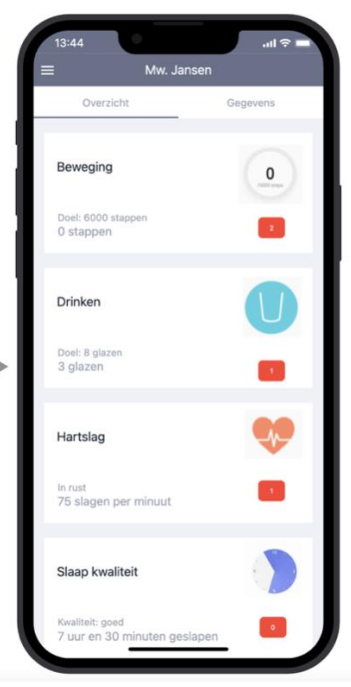 13:44
Mw. Jansen
Overzicht
Gegevens
Beweging
0
Doel: 6000 stappen
0 stappen
2
Drinken
Doel: 8 glazen
3 glazen
1
Hartslag
In rust
75 slagen per minuut
1
Slaap kwaliteit
Kwaliteit: goed
7 uur en 30 minuten geslapen
0